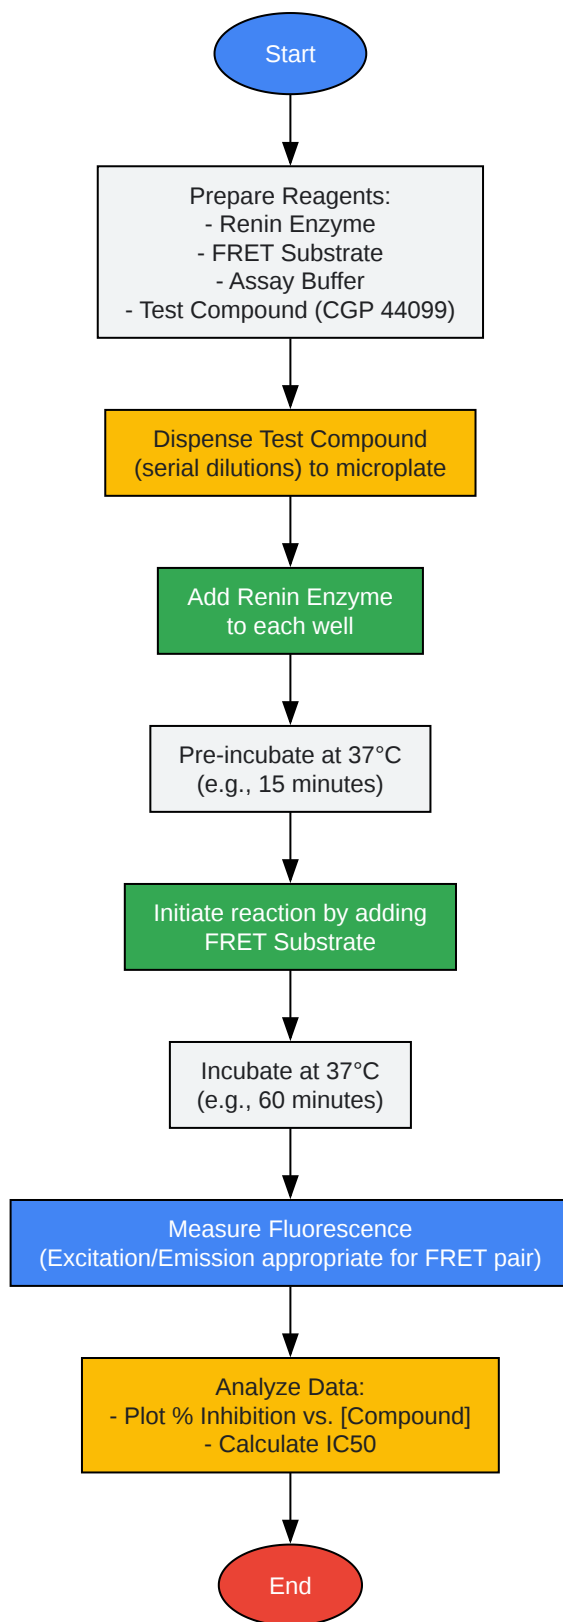 Start
Prepare Reagents:
- Renin Enzyme
- FRET Substrate
- Assay Buffer
- Test Compound (CGP 44099)
Dispense Test Compound
(serial dilutions) to microplate
Add Renin Enzyme
to each well
Pre-incubate at 37°C
(e.g., 15 minutes)
Initiate reaction by adding
FRET Substrate
Incubate at 37°C
(e.g., 60 minutes)
Measure Fluorescence
(Excitation/Emission appropriate for FRET pair)
Analyze Data:
- Plot % Inhibition vs. [Compound]
- Calculate IC50
End